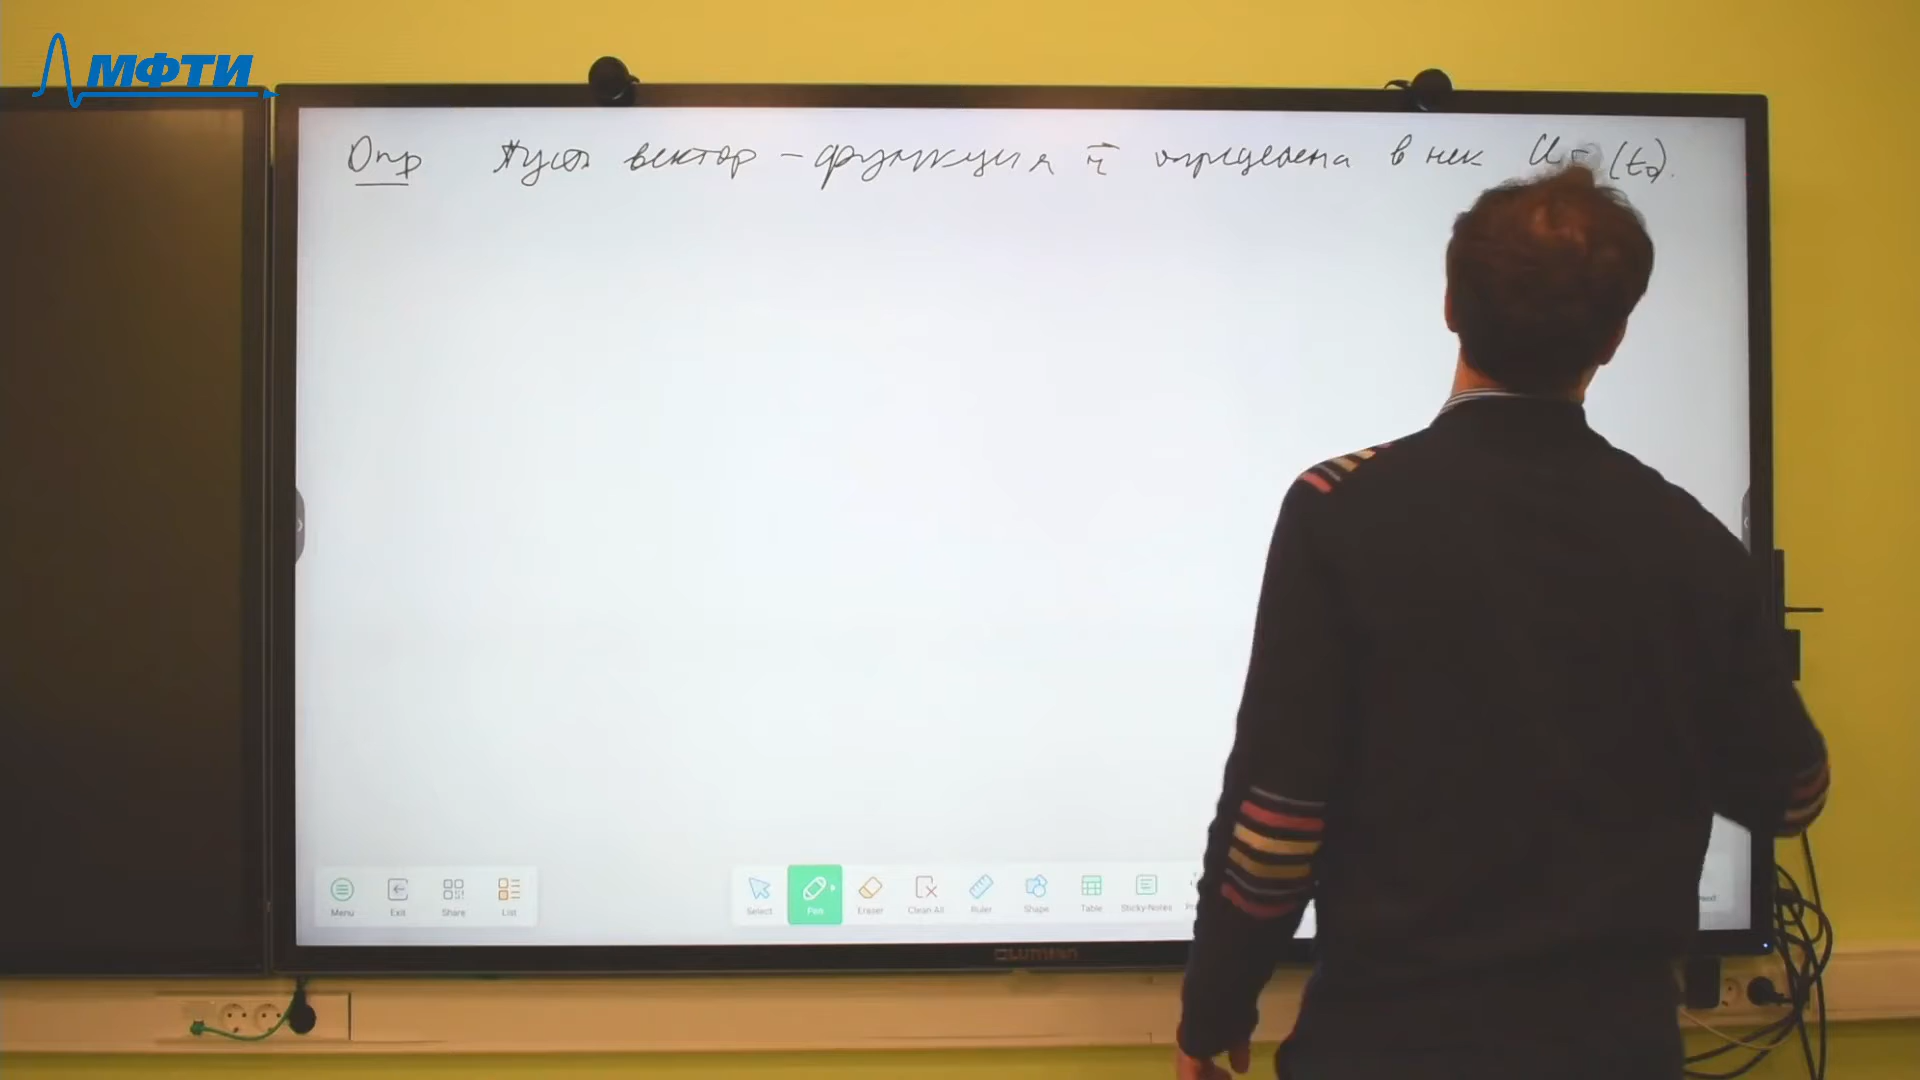 МФТИ
Опр Пусть вектор-функция r⃗ определена в нек U (t₀).
Menu Exit Share List Select Pen Eraser Clean All Ruler Shape Table Sticky-Notes